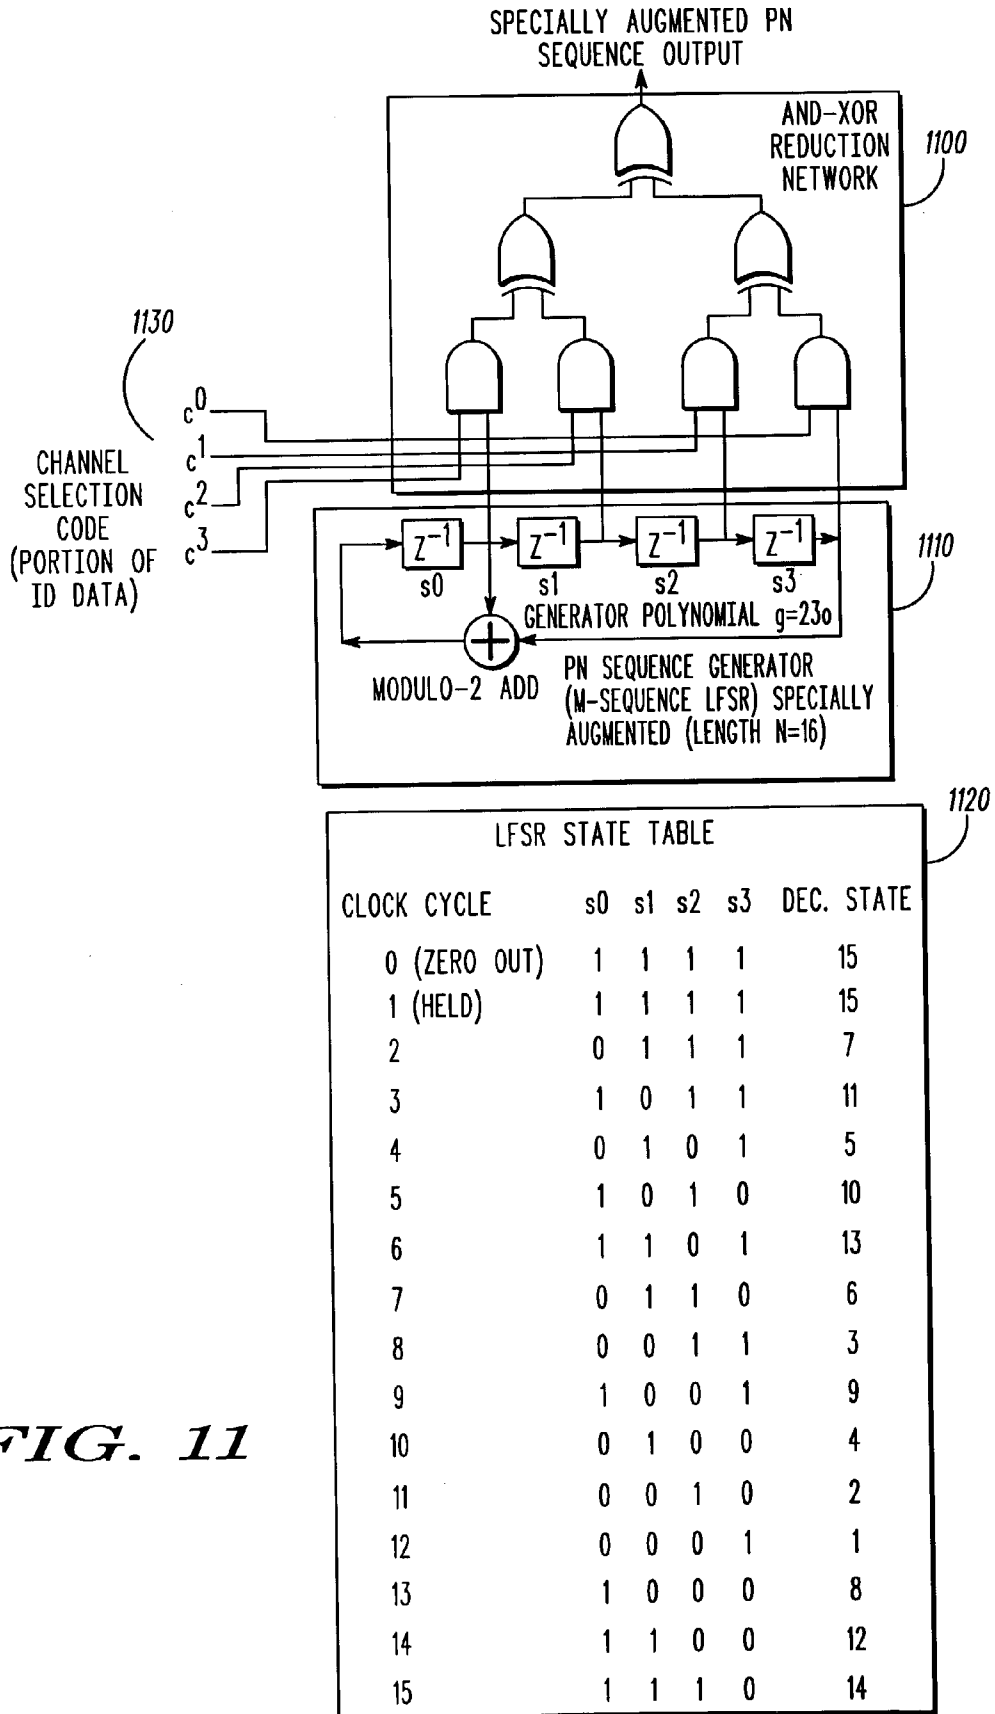 SPECIALLY AUGMENTED PN
SEQUENCE OUTPUT
AND-XOR
REDUCTION
NETWORK
1100
1130
c0
c1
c2
c3
CHANNEL
SELECTION
CODE
(PORTION OF
ID DATA)
Z-1 Z-1 Z-1 Z-1
s0 s1 s2 s3
1110
GENERATOR POLYNOMIAL g=23o
MODULO-2 ADD
PN SEQUENCE GENERATOR
(M-SEQUENCE LFSR) SPECIALLY
AUGMENTED (LENGTH N=16)
1120
LFSR STATE TABLE
CLOCK CYCLE s0 s1 s2 s3 DEC. STATE
0 (ZERO OUT) 1 1 1 1 15
1 (HELD) 1 1 1 1 15
2 0 1 1 1 7
3 1 0 1 1 11
4 0 1 0 1 5
5 1 0 1 0 10
6 1 1 0 1 13
7 0 1 1 0 6
8 0 0 1 1 3
9 1 0 0 1 9
10 0 1 0 0 4
11 0 0 1 0 2
12 0 0 0 1 1
13 1 0 0 0 8
14 1 1 0 0 12
15 1 1 1 0 14
FIG. 11